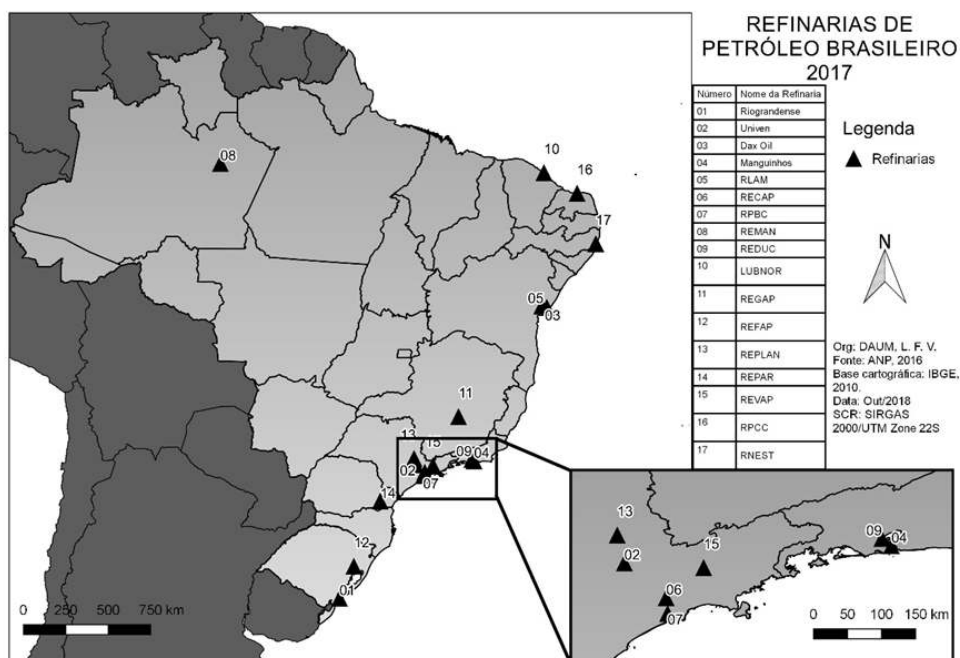 REFINARIAS DE
PETRÓLEO BRASILEIRO
2017
Número Nome da Refinaria
01 Riograndense
02 Univen
03 Dax Oil
04 Manguinhos
05 RLAM
06 RECAP
07 RPBC
08 REMAN
09 REDUC
10 LUBNOR
11 REGAP
12 REFAP
13 REPLAN
14 REPAR
15 REVAP
16 RPCC
17 RNEST
Legenda
Refinarias
N
Org: DAUM, L. F. V.
Fonte: ANP, 2016
Base cartográfica: IBGE,
2010.
Data: Out/2018
SCR: SIRGAS
2000/UTM Zone 22S
08
10
16
17
05
03
11
13
15
09
04
02
07
14
12
01
0 250 500 750 km
13
02
15
09
04
06
07
0 50 100 150 km